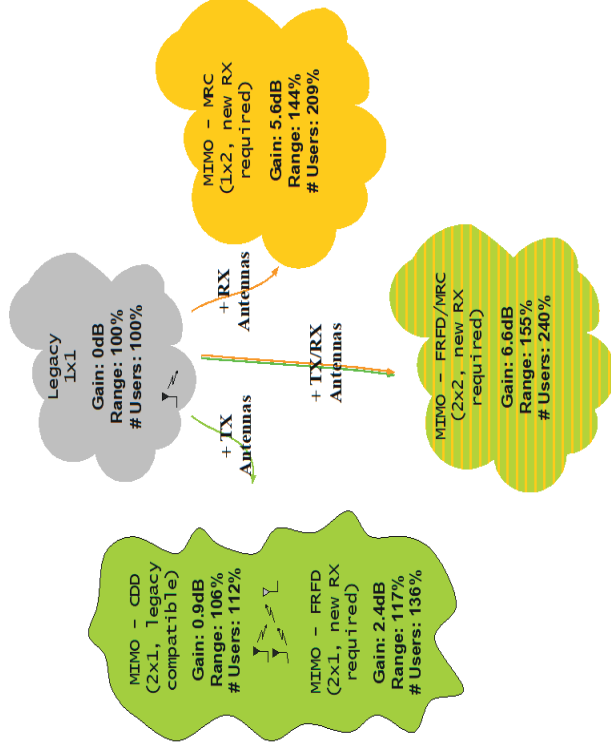 Legacy
1x1
Gain: 0dB
Range: 100%
# Users: 100%
+ TX
Antennas
+ TX/RX
Antennas
+ RX
Antennas
MIMO - CDD
(2x1, legacy
compatible)
Gain: 0.9dB
Range: 106%
# Users: 112%
MIMO - FRFD
(2x1, new RX
required)
Gain: 2.4dB
Range: 117%
# Users: 136%
MIMO - FRFD/MRC
(2x2, new RX
required)
Gain: 6.6dB
Range: 155%
# Users: 240%
MIMO - MRC
(1x2, new RX
required)
Gain: 5.6dB
Range: 144%
# Users: 209%